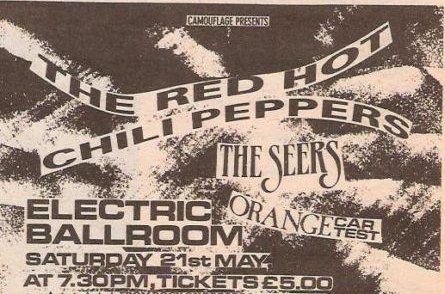 CAMOUFLAGE PRESENTS
THE RED HOT
CHILI PEPPERS
THE SEERS
ORANGE CAR TEST
ELECTRIC
BALLROOM
SATURDAY 21st MAY
AT 7.30PM, TICKETS £5.00